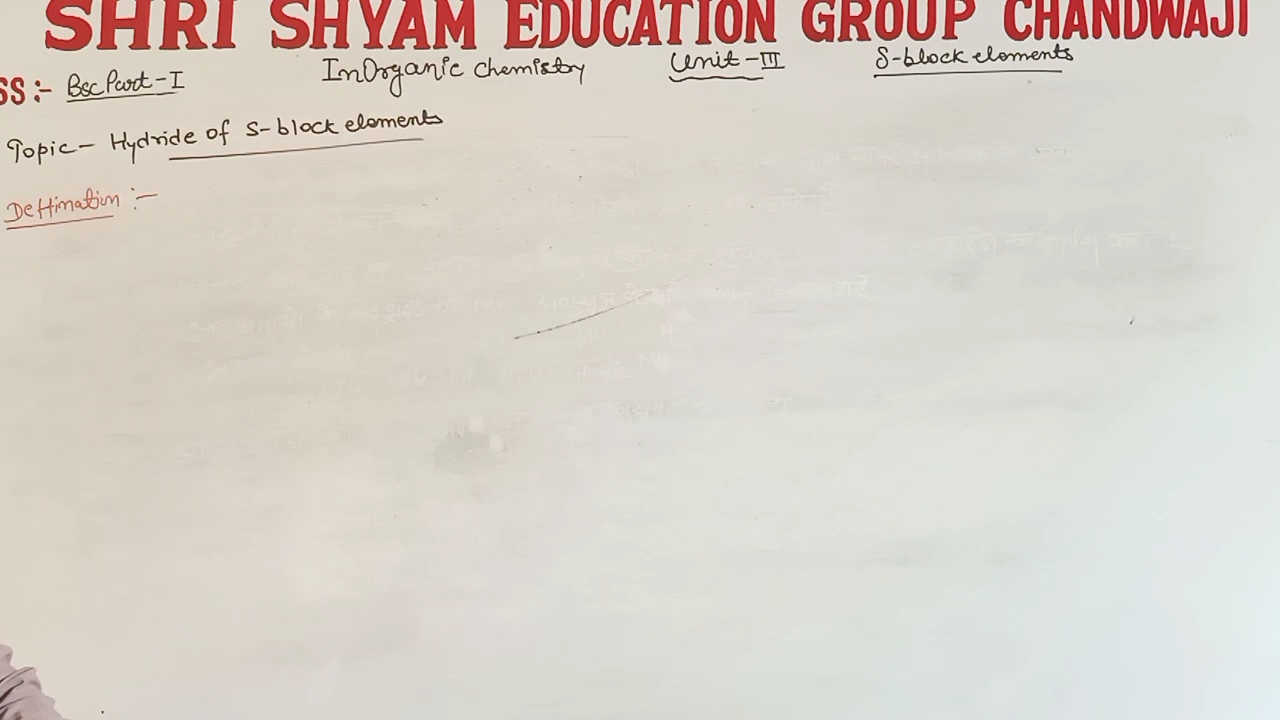 SHRI SHYAM EDUCATION GROUP CHANDWAJI
SS:- Bsc Part-I InOrganic chemistry Unit-III S-block elements
Topic- Hydride of S-block elements
Deffination :-